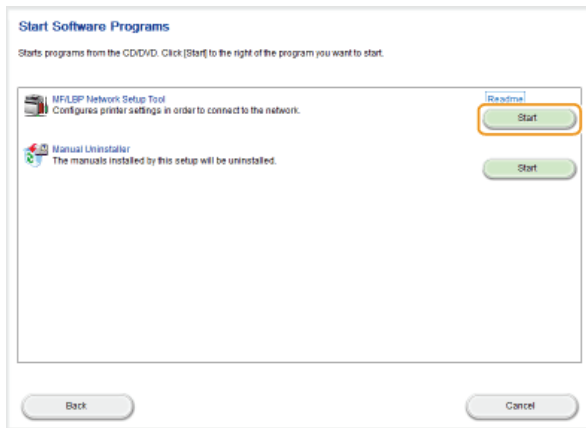 Start Software Programs
Starts programs from the CD/DVD. Click [Start] to the right of the program you want to start.
MF/LBP Network Setup Tool
Readme
Configures printer settings in order to connect to the network.
Start
Manual Uninstaller
The manuals installed by this setup will be uninstalled.
Start
Back
Cancel